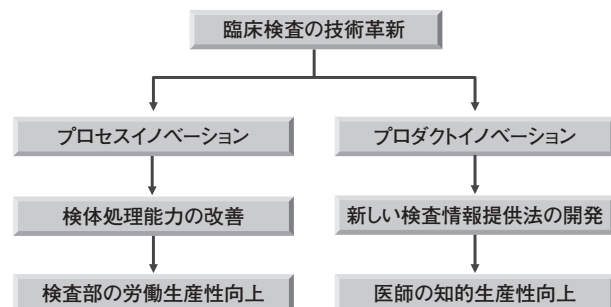 臨床検査の技術革新
プロセスイノベーション
プロダクトイノベーション
検体処理能力の改善
新しい検査情報提供法の開発
検査部の労働生産性向上
医師の知的生産性向上